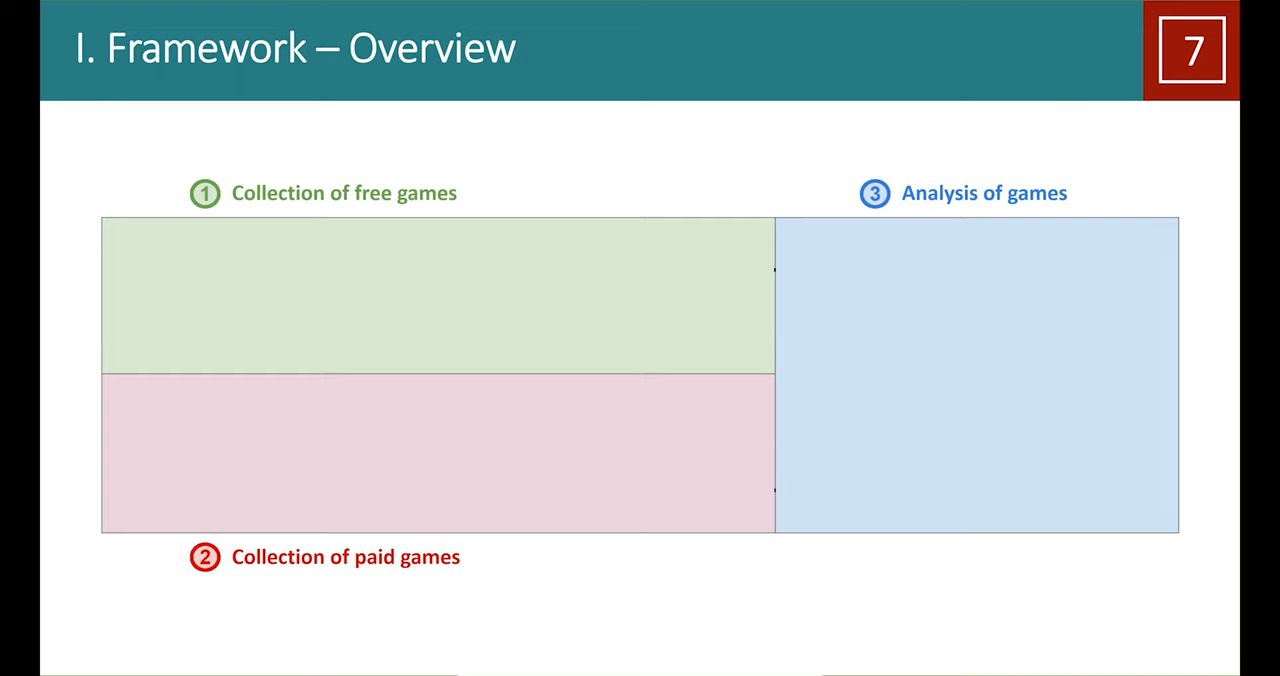 I. Framework – Overview
7
1 Collection of free games
3 Analysis of games
2 Collection of paid games